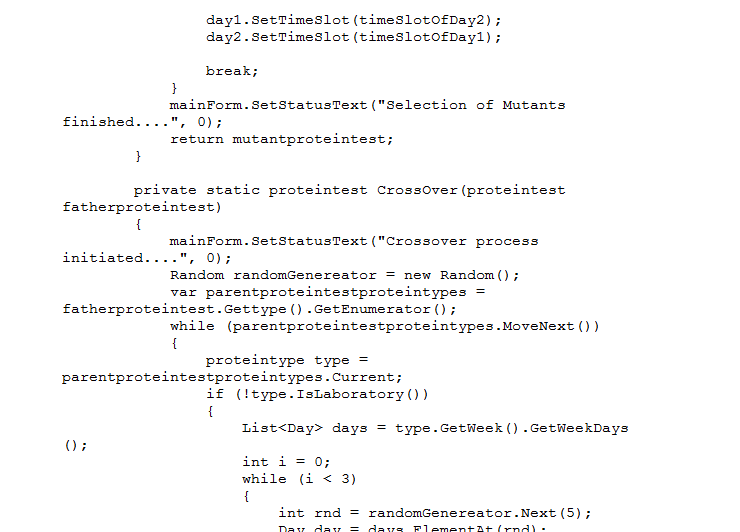 day1.SetTimeSlot(timeSlotOfDay2);
day2.SetTimeSlot(timeSlotOfDay1);
break;
}
mainForm.SetStatusText("Selection of Mutants
finished....", 0);
return mutantproteintest;
}
private static proteintest CrossOver(proteintest
fatherproteintest)
{
mainForm.SetStatusText("Crossover process
initiated....", 0);
Random randomGenereator = new Random();
var parentproteintestproteintypes =
fatherproteintest.Gettype().GetEnumerator();
while (parentproteintestproteintypes.MoveNext())
{
proteintype type =
parentproteintestproteintypes.Current;
if (!type.IsLaboratory())
{
List<Day> days = type.GetWeek().GetWeekDays
();
int i = 0;
while (i < 3)
{
int rnd = randomGenereator.Next(5);
Day day = days.ElementAt(rnd);